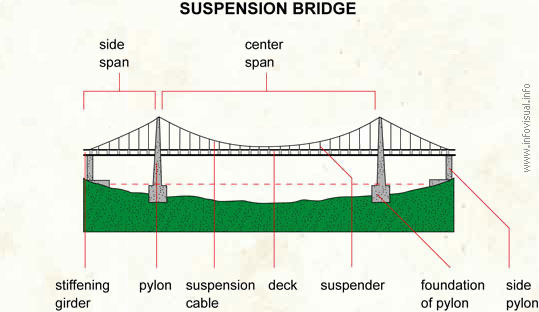 SUSPENSION BRIDGE
side
span
center
span
www.infovisual.info
stiffening
girder
pylon
suspension
cable
deck
suspender
foundation
of pylon
side
pylon